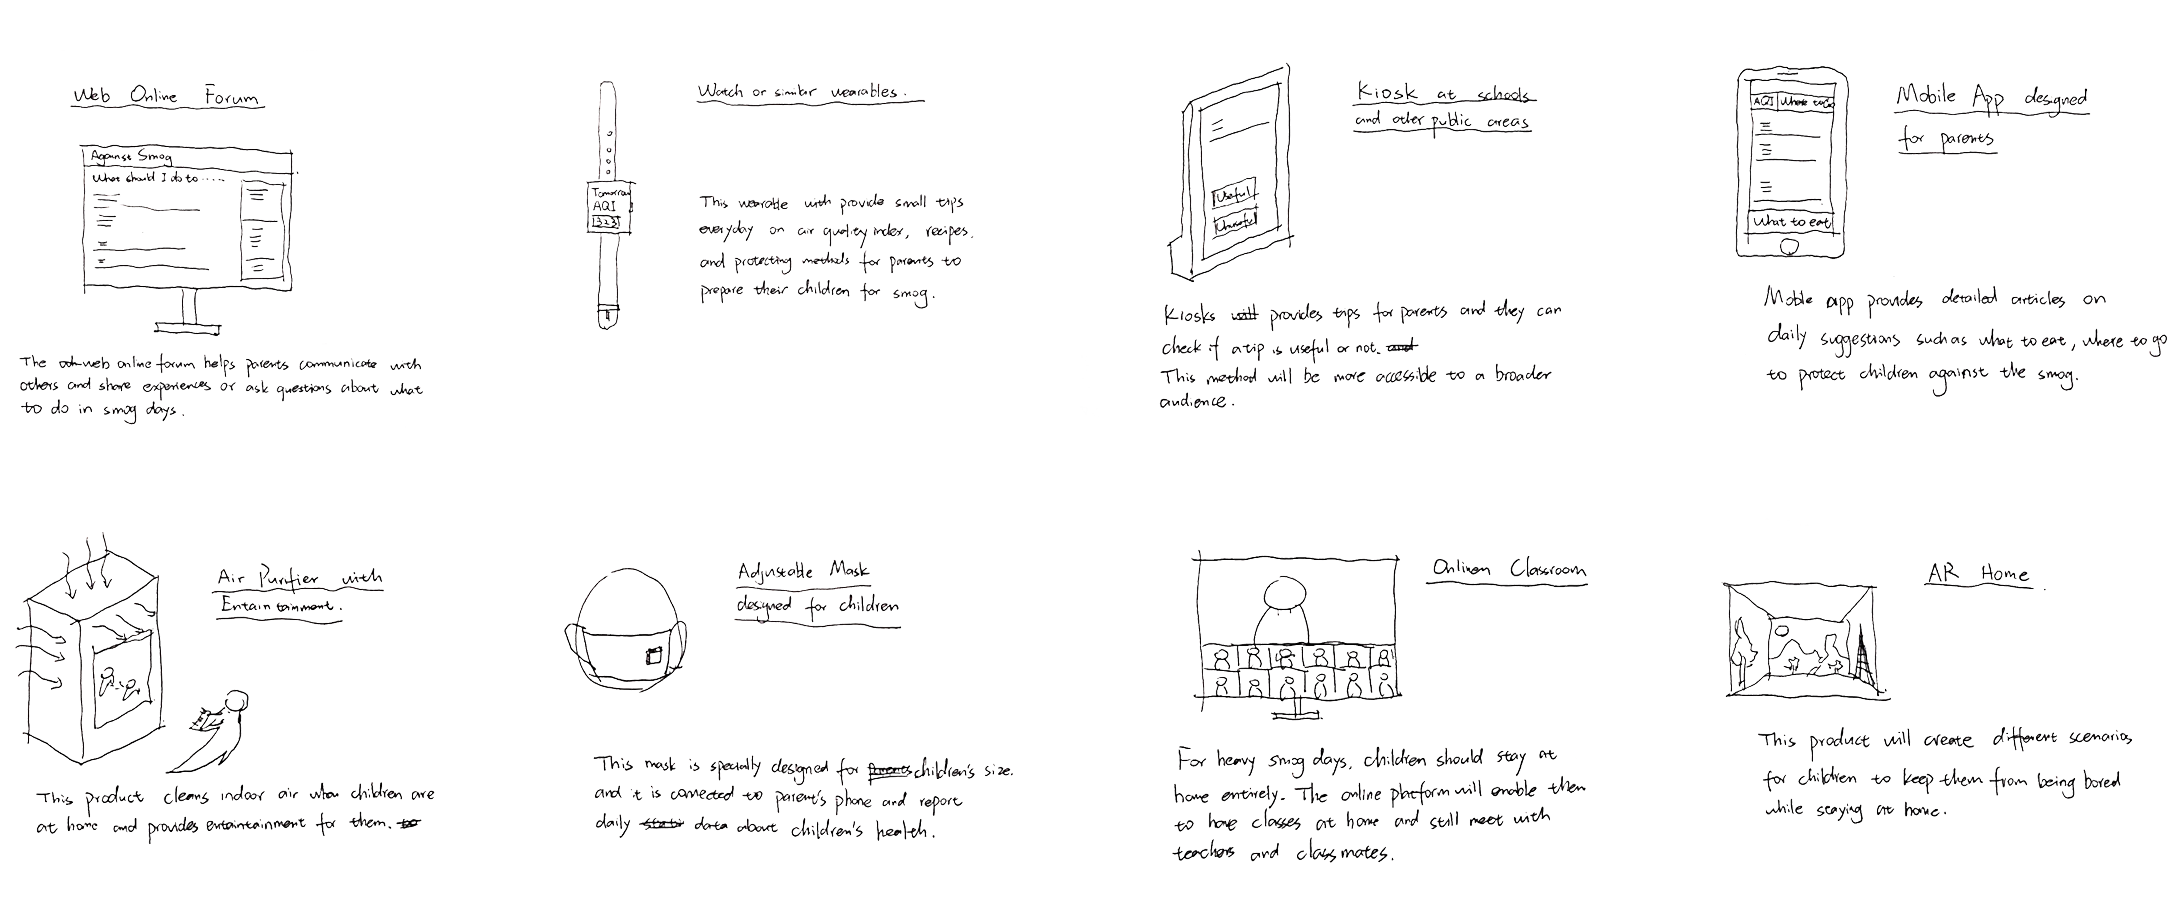 Web Online Forum
Against Smog
What should I do to ......
The web online forum helps parents communicate with
others and share experiences or ask questions about what
to do in smog days.
Watch or similar wearables.
Tomorrow
AQI
323
This wearable with provide small tips
everyday on air quality index, recipes,
and protecting methods for parents to
prepare their children for smog.
Kiosk at schools
and other public areas
Useful
Unuseful
Kiosks will provides tips for parents and they can
check if a tip is useful or not. and
This method will be more accessible to a broader
audience.
Mobile App designed
for parents
AQI Where to Go
What to eat
Moble app provides detailed articles on
daily suggestions such as what to eat, where to go
to protect children against the smog.
Air Purifier with
Entaintainment.
This product cleans indoor air when children are
at home and provides entaintainment for them. to
Adjustable Mask
designed for children
This mask is specially designed for parents children's size.
and it is connected to parent's phone and report
daily data about children's health.
Onlinen Classroom
For heavy smog days, children should stay at
home entirely. The online platform will enable them
to have classes at home and still meet with
teachers and classmates.
AR Home
This product will create different scenarios
for children to keep them from being bored
while staying at home.